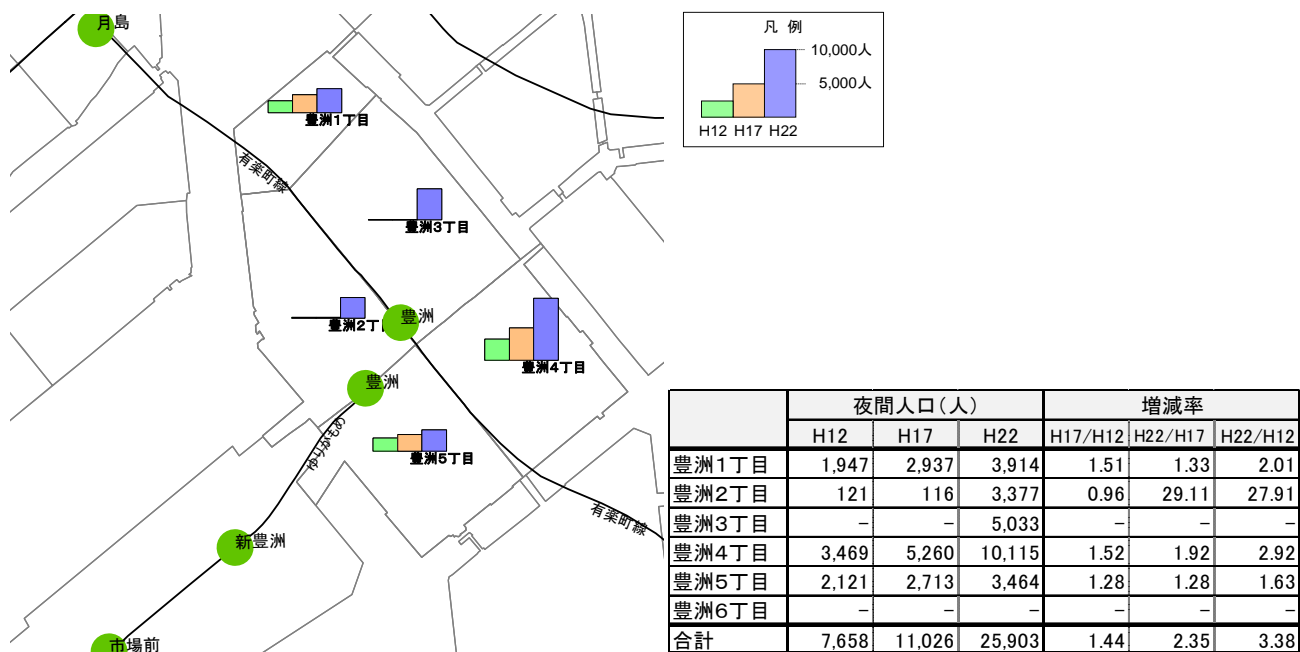 月島
豊洲1丁目
有楽町線
豊洲3丁目
豊洲2丁
豊洲
豊洲4丁目
豊洲
豊洲5丁目
ゆりかもめ
有楽町線
新豊洲
市場前
凡 例
10,000人
5,000人
H12 H17 H22
夜間人口(人) 増減率
H12 H17 H22 H17/H12 H22/H17 H22/H12
豊洲1丁目 1,947 2,937 3,914 1.51 1.33 2.01
豊洲2丁目 121 116 3,377 0.96 29.11 27.91
豊洲3丁目 − − 5,033 − − −
豊洲4丁目 3,469 5,260 10,115 1.52 1.92 2.92
豊洲5丁目 2,121 2,713 3,464 1.28 1.28 1.63
豊洲6丁目 − − − − − −
合計 7,658 11,026 25,903 1.44 2.35 3.38